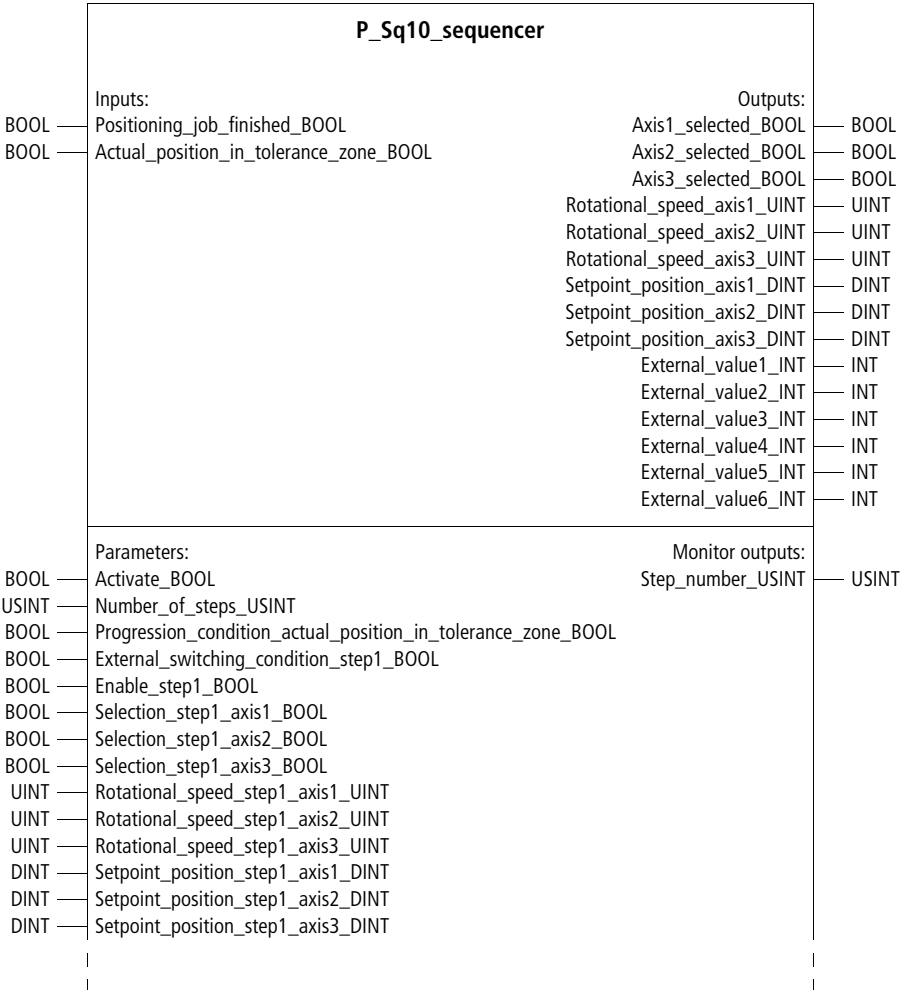 P_Sq10_sequencer
Inputs: Outputs:
BOOL Positioning_job_finished_BOOL Axis1_selected_BOOL BOOL
BOOL Actual_position_in_tolerance_zone_BOOL Axis2_selected_BOOL BOOL
Axis3_selected_BOOL BOOL
Rotational_speed_axis1_UINT UINT
Rotational_speed_axis2_UINT UINT
Rotational_speed_axis3_UINT UINT
Setpoint_position_axis1_DINT DINT
Setpoint_position_axis2_DINT DINT
Setpoint_position_axis3_DINT DINT
External_value1_INT INT
External_value2_INT INT
External_value3_INT INT
External_value4_INT INT
External_value5_INT INT
External_value6_INT INT
Parameters: Monitor outputs:
BOOL Activate_BOOL Step_number_USINT USINT
USINT Number_of_steps_USINT
BOOL Progression_condition_actual_position_in_tolerance_zone_BOOL
BOOL External_switching_condition_step1_BOOL
BOOL Enable_step1_BOOL
BOOL Selection_step1_axis1_BOOL
BOOL Selection_step1_axis2_BOOL
BOOL Selection_step1_axis3_BOOL
UINT Rotational_speed_step1_axis1_UINT
UINT Rotational_speed_step1_axis2_UINT
UINT Rotational_speed_step1_axis3_UINT
DINT Setpoint_position_step1_axis1_DINT
DINT Setpoint_position_step1_axis2_DINT
DINT Setpoint_position_step1_axis3_DINT